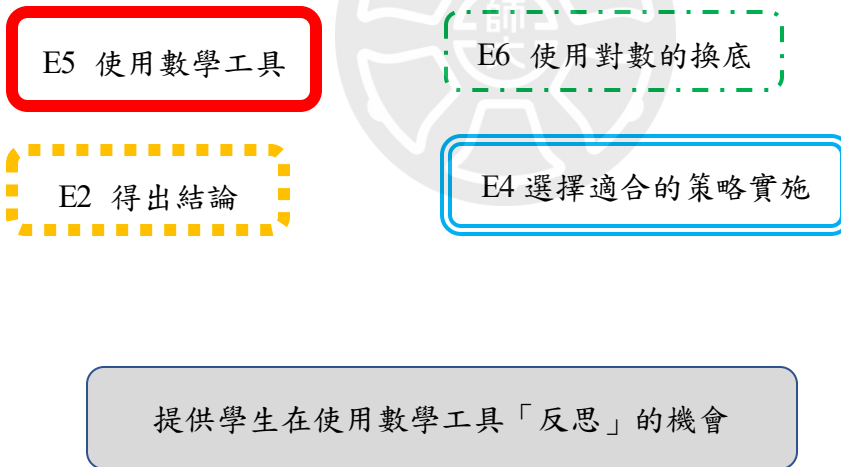 師
E5 使用數學工具
E6 使用對數的換底
E2 得出結論
E4 選擇適合的策略實施
提供學生在使用數學工具「反思」的機會